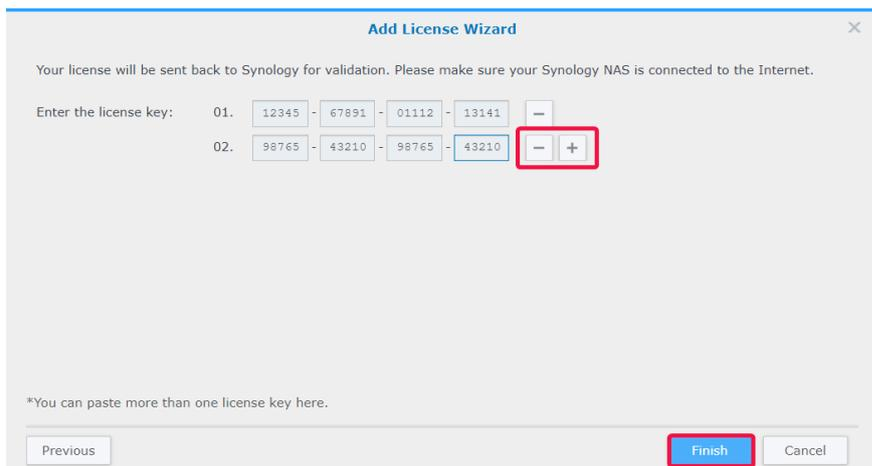 Add License Wizard
Your license will be sent back to Synology for validation. Please make sure your Synology NAS is connected to the Internet.
Enter the license key: 01. 12345 - 67891 - 01112 - 13141 −
02. 98765 - 43210 - 98765 - 43210 − +
*You can paste more than one license key here.
Previous Finish Cancel